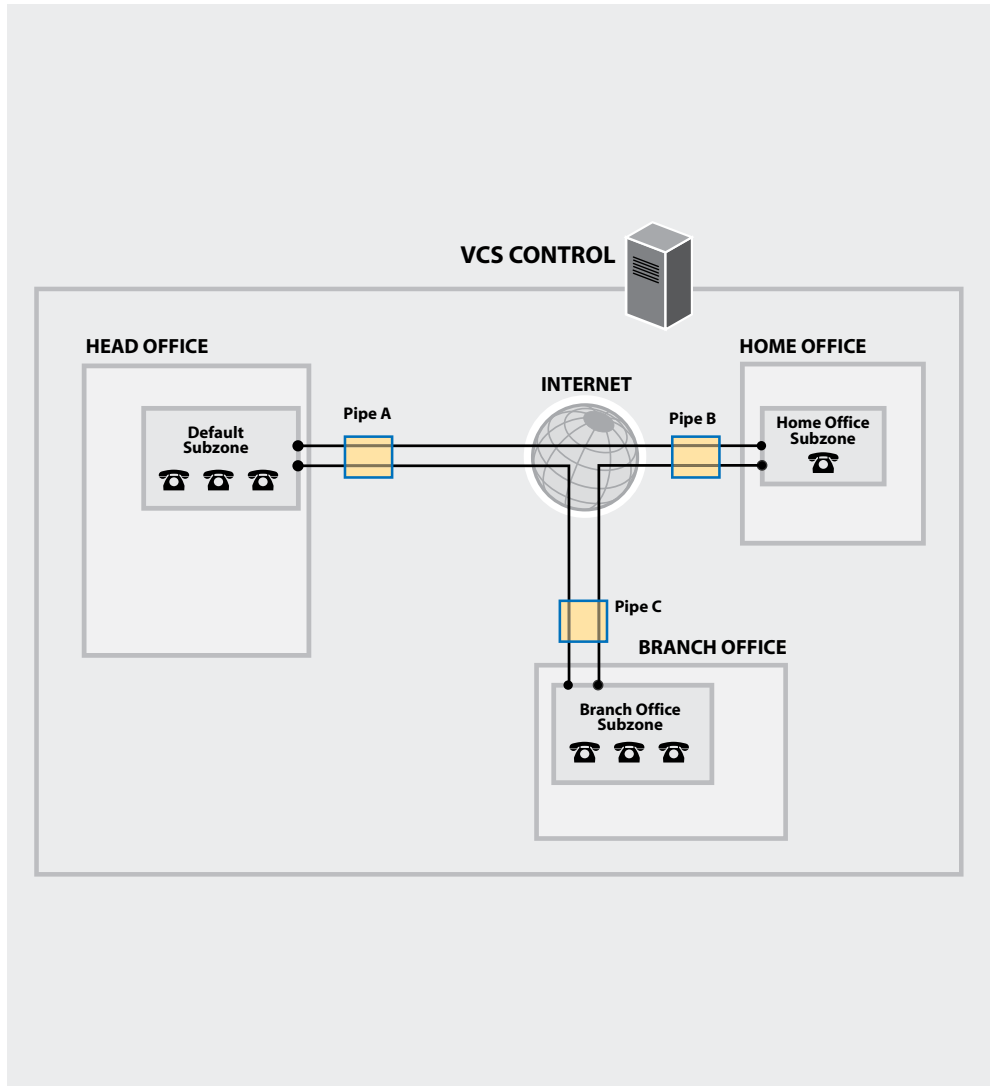 VCS CONTROL
HEAD OFFICE
HOME OFFICE
INTERNET
Pipe A
Pipe B
Default
Subzone
Home Office
Subzone
Pipe C
BRANCH OFFICE
Branch Office
Subzone